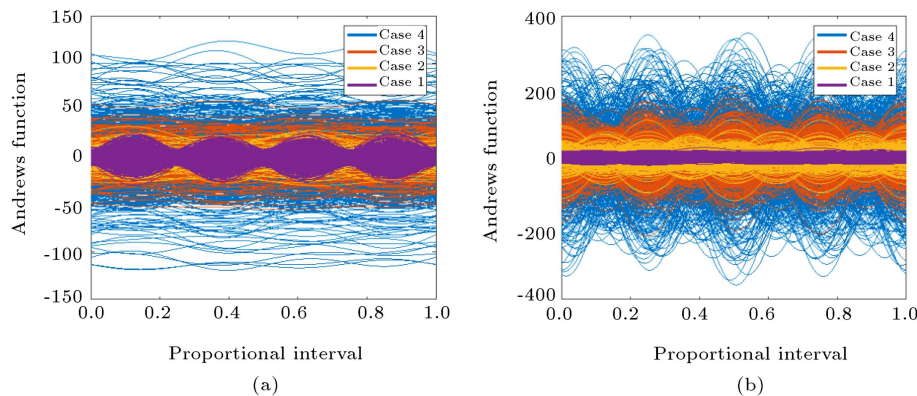 150
100
50
0
-50
-100
-150
Andrews function
Case 4
Case 3
Case 2
Case 1
0.0 0.2 0.4 0.6 0.8 1.0
Proportional interval
(a)
400
200
0
-200
-400
Andrews function
Case 4
Case 3
Case 2
Case 1
0.0 0.2 0.4 0.6 0.8 1.0
Proportional interval
(b)